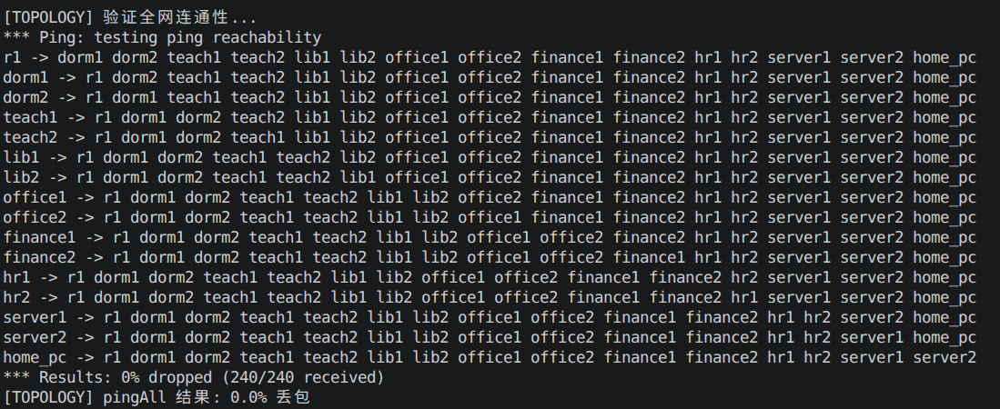 [TOPOLOGY] 验证全网连通性...
*** Ping: testing ping reachability
r1 -> dorm1 dorm2 teach1 teach2 lib1 lib2 office1 office2 finance1 finance2 hr1 hr2 server1 server2 home_pc
dorm1 -> r1 dorm2 teach1 teach2 lib1 lib2 office1 office2 finance1 finance2 hr1 hr2 server1 server2 home_pc
dorm2 -> r1 dorm1 teach1 teach2 lib1 lib2 office1 office2 finance1 finance2 hr1 hr2 server1 server2 home_pc
teach1 -> r1 dorm1 dorm2 teach2 lib1 lib2 office1 office2 finance1 finance2 hr1 hr2 server1 server2 home_pc
teach2 -> r1 dorm1 dorm2 teach1 lib1 lib2 office1 office2 finance1 finance2 hr1 hr2 server1 server2 home_pc
lib1 -> r1 dorm1 dorm2 teach1 teach2 lib2 office1 office2 finance1 finance2 hr1 hr2 server1 server2 home_pc
lib2 -> r1 dorm1 dorm2 teach1 teach2 lib1 office1 office2 finance1 finance2 hr1 hr2 server1 server2 home_pc
office1 -> r1 dorm1 dorm2 teach1 teach2 lib1 lib2 office2 finance1 finance2 hr1 hr2 server1 server2 home_pc
office2 -> r1 dorm1 dorm2 teach1 teach2 lib1 lib2 office1 finance1 finance2 hr1 hr2 server1 server2 home_pc
finance1 -> r1 dorm1 dorm2 teach1 teach2 lib1 lib2 office1 office2 finance2 hr1 hr2 server1 server2 home_pc
finance2 -> r1 dorm1 dorm2 teach1 teach2 lib1 lib2 office1 office2 finance1 hr1 hr2 server1 server2 home_pc
hr1 -> r1 dorm1 dorm2 teach1 teach2 lib1 lib2 office1 office2 finance1 finance2 hr2 server1 server2 home_pc
hr2 -> r1 dorm1 dorm2 teach1 teach2 lib1 lib2 office1 office2 finance1 finance2 hr1 server1 server2 home_pc
server1 -> r1 dorm1 dorm2 teach1 teach2 lib1 lib2 office1 office2 finance1 finance2 hr1 hr2 server2 home_pc
server2 -> r1 dorm1 dorm2 teach1 teach2 lib1 lib2 office1 office2 finance1 finance2 hr1 hr2 server1 home_pc
home_pc -> r1 dorm1 dorm2 teach1 teach2 lib1 lib2 office1 office2 finance1 finance2 hr1 hr2 server1 server2
*** Results: 0% dropped (240/240 received)
[TOPOLOGY] pingAll 结果: 0.0% 丢包